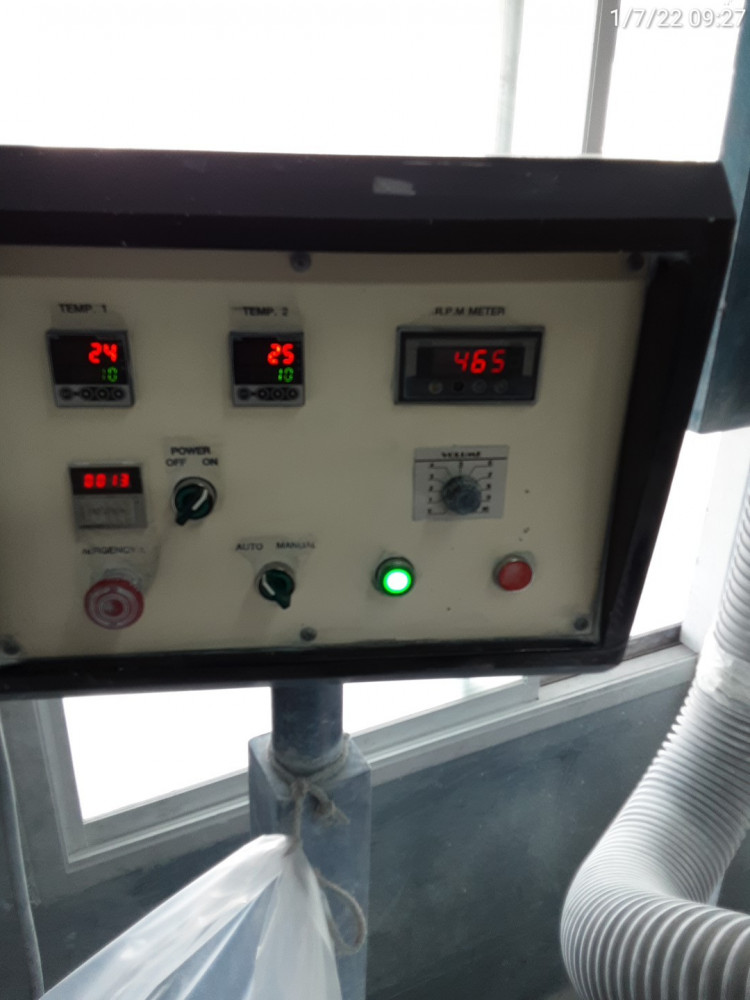 1/7/22 09:27
TEMP. 1
TEMP. 2
R.P.M METER
24
10
25
10
465
POWER
OFF ON
VOLUME
0013
AUTO MANUAL